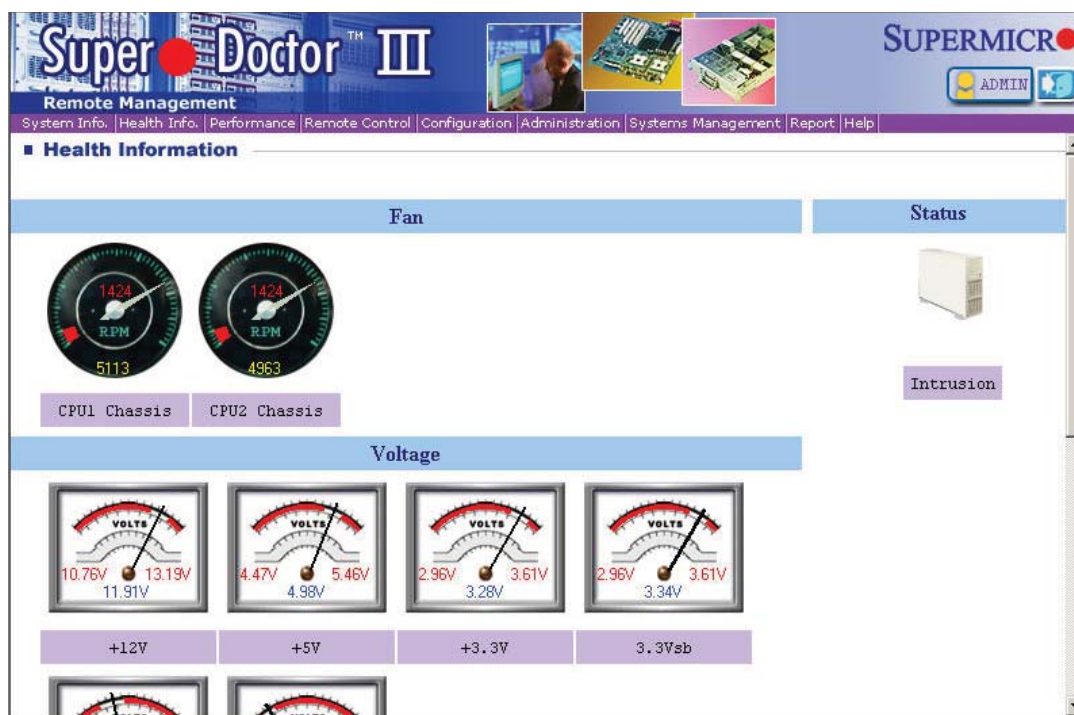 Super Doctor ™ III
SUPERMICR
ADMIN
Remote Management
System Info. Health Info. Performance Remote Control Configuration Administration Systems Management Report Help
Health Information
Fan
Status
1424 1424
RPM RPM
5113 4963
CPU1 Chassis CPU2 Chassis
Intrusion
Voltage
VOLTS VOLTS VOLTS VOLTS
10.76V 13.19V 4.47V 5.46V 2.96V 3.61V 2.96V 3.61V
11.91V 4.98V 3.28V 3.34V
+12V +5V +3.3V 3.3Vsb